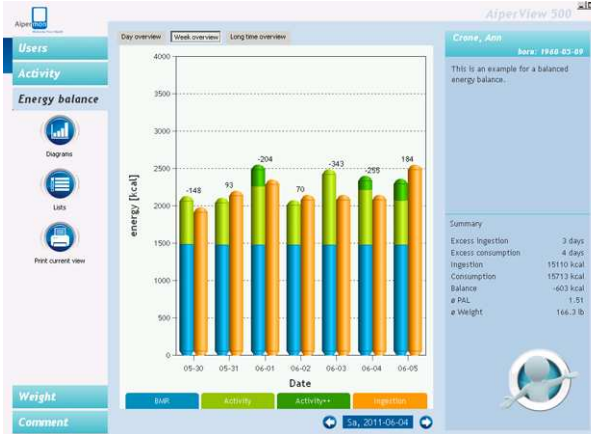 Aipermon
AiperView 500
Users
Activity
Energy balance
Diagrams
Lists
Print current view
Weight
Comment
Day overview Week overview Long time overview
4000
3500
3000
2500
2000
1500
1000
500
0
energy [kcal]
-148
93
-204
70
-343
-255
184
05-30 05-31 06-01 06-02 06-03 06-04 06-05
Date
BMR Activity Activity++ Ingestion
Sa, 2011-06-04
Crone, Ann
born: 1968-05-09
This is an example for a balanced
energy balance.
Summary
Excess ingestion 3 days
Excess consumption 4 days
Ingestion 15110 kcal
Consumption 15713 kcal
Balance -603 kcal
ø PAL 1.51
ø Weight 166.3 lb